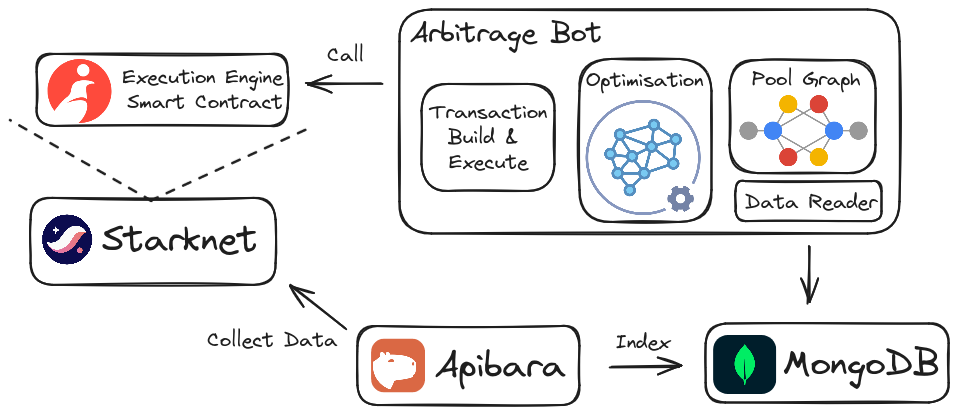 Arbitrage Bot
Call
Execution Engine
Smart Contract
Transaction
Build &
Execute
Optimisation
Pool Graph
Data Reader
Starknet
Collect Data
Apibara
Index
MongoDB